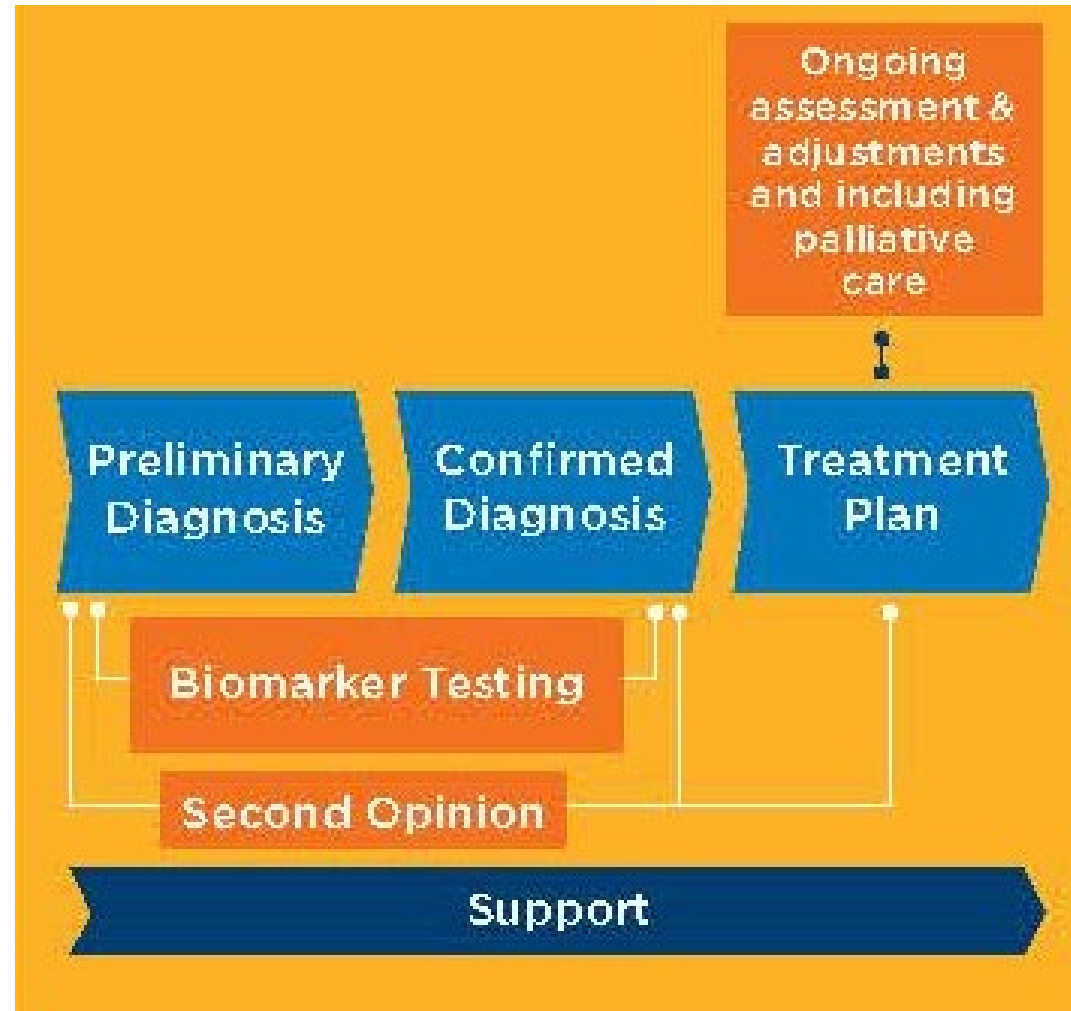 Ongoing
assessment &
adjustments
and including
palliative
care
Preliminary
Diagnosis
Confirmed
Diagnosis
Treatment
Plan
Biomarker Testing
Second Opinion
Support